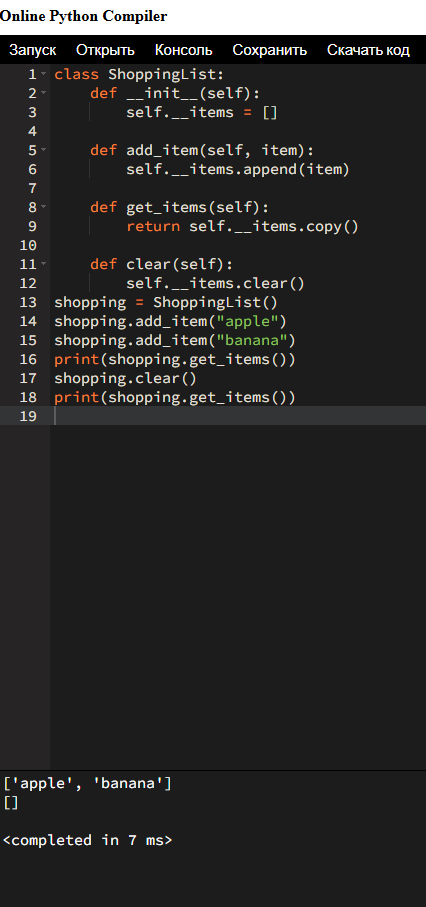 Online Python Compiler
Запуск Открыть Консоль Сохранить Скачать код
1 class ShoppingList:
2     def __init__(self):
3         self.__items = []
4
5     def add_item(self, item):
6         self.__items.append(item)
7
8     def get_items(self):
9         return self.__items.copy()
10
11     def clear(self):
12         self.__items.clear()
13 shopping = ShoppingList()
14 shopping.add_item("apple")
15 shopping.add_item("banana")
16 print(shopping.get_items())
17 shopping.clear()
18 print(shopping.get_items())
19
['apple', 'banana']
[]
<completed in 7 ms>